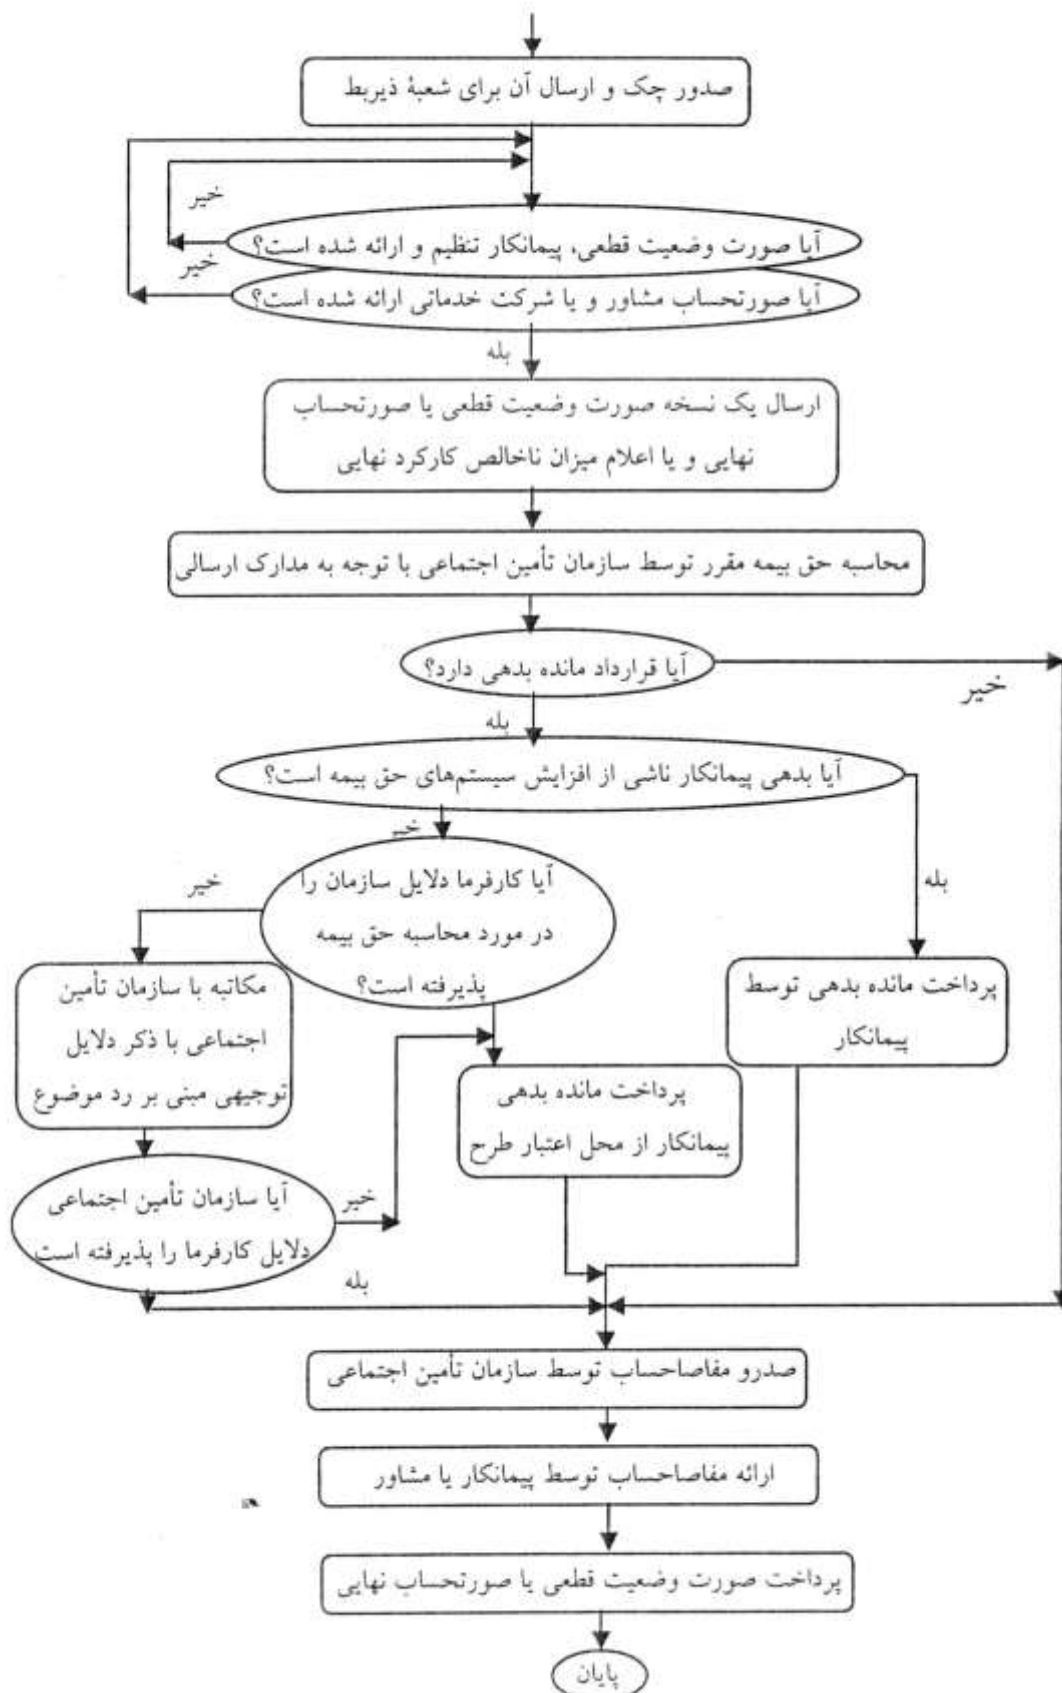 صدور چک و ارسال آن برای شعبهٔ ذیربط
خیر
آیا صورت وضعیت قطعی، پیمانکار تنظیم و ارائه شده است؟
خیر
آیا صورتحساب مشاور و یا شرکت خدماتی ارائه شده است؟
بله
ارسال یک نسخه صورت وضعیت قطعی یا صورتحساب
نهایی و یا اعلام میزان ناخالص کارکرد نهایی
محاسبه حق بیمه مقرر توسط سازمان تأمین اجتماعی با توجه به مدارک ارسالی
آیا قرارداد مانده بدهی دارد؟
خیر
بله
آیا بدهی پیمانکار ناشی از افزایش سیستم‌های حق بیمه است؟
بله
آیا کارفرما دلایل سازمان را
در مورد محاسبه حق بیمه
پذیرفته است؟
خیر
پرداخت مانده بدهی توسط
پیمانکار
مکاتبه با سازمان تأمین
اجتماعی با ذکر دلایل
توجیهی مبنی بر رد موضوع
پرداخت مانده بدهی
پیمانکار از محل اعتبار طرح
آیا سازمان تأمین اجتماعی
دلایل کارفرما را پذیرفته است
خیر
بله
صدرو مفاصاحساب توسط سازمان تأمین اجتماعی
ارائه مفاصاحساب توسط پیمانکار یا مشاور
پرداخت صورت وضعیت قطعی یا صورتحساب نهایی
پایان